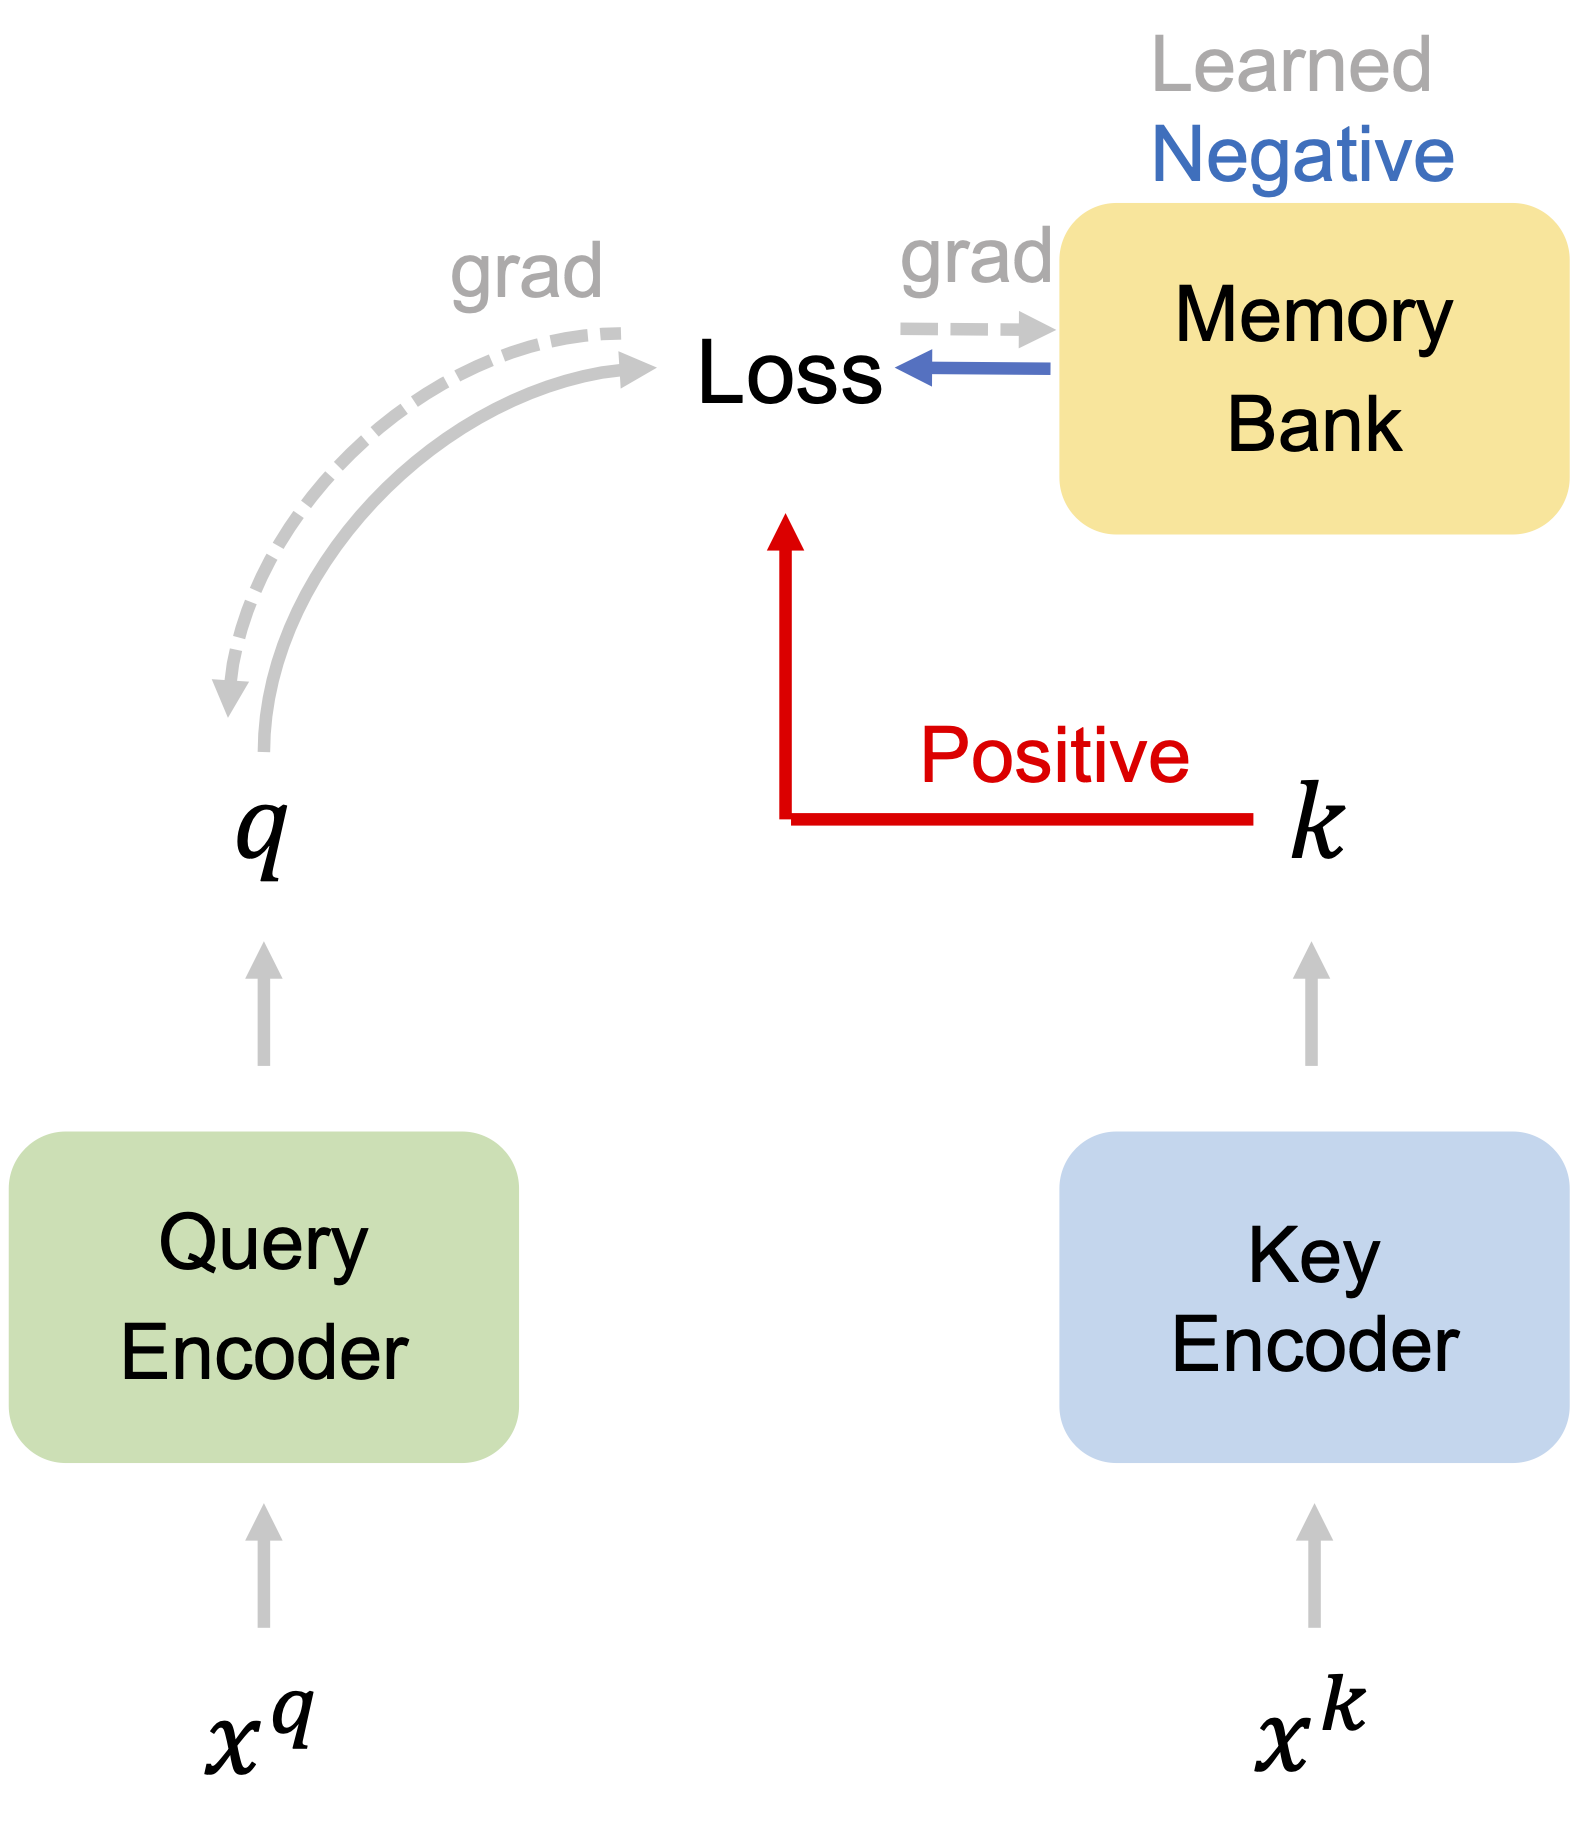 Learned
Negative
grad
grad
Memory
Bank
Loss
Positive
q
k
Query
Encoder
Key
Encoder
x^q
x^k